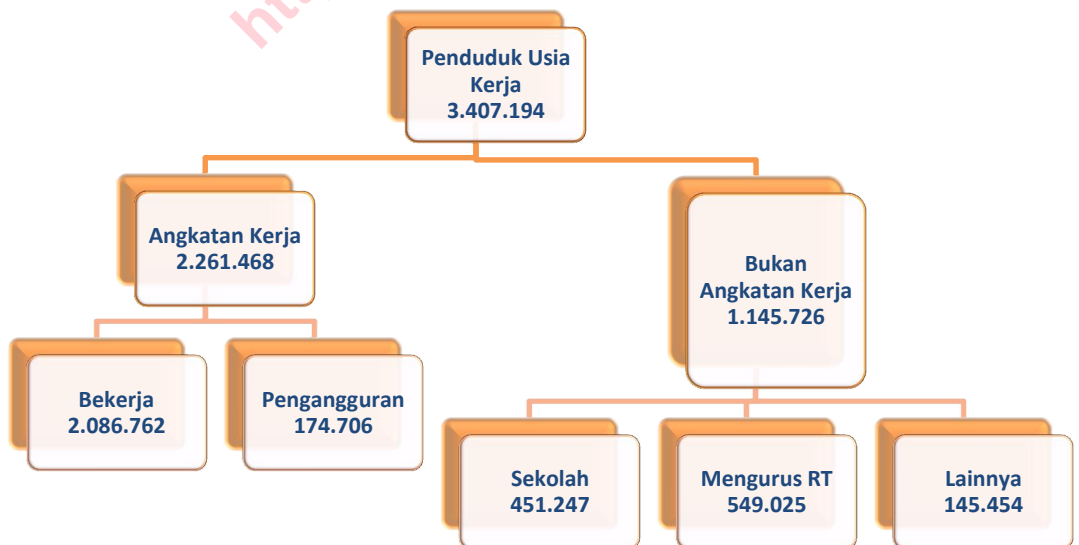 Penduduk Usia
Kerja
3.407.194
Angkatan Kerja
2.261.468
Bukan
Angkatan Kerja
1.145.726
Bekerja
2.086.762
Pengangguran
174.706
Sekolah
451.247
Mengurus RT
549.025
Lainnya
145.454